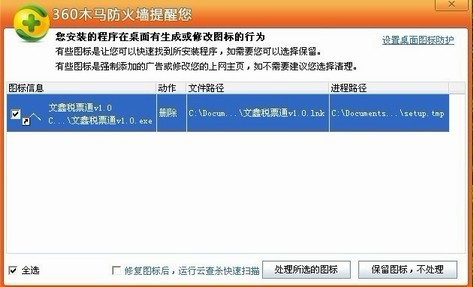 360木马防火墙提醒您
您安装的程序在桌面有生成或修改图标的行为
设置桌面图标防护
有些图标是让您可以快速找到所安装程序，如需要您可以选择保留。
有些图标是强制添加的广告或修改您的上网主页，如不需要建议您选择清理。
图标信息 动作 文件路径 进程路径
文鑫税票通v1.0
C...\文鑫税票通v1.0.exe 删除 C:\Docum...\文鑫税票通v1.0.lnk C:\Documents...\setup.tmp
全选 修复图标后，运行云查杀快速扫描 处理所选的图标 保留图标，不处理